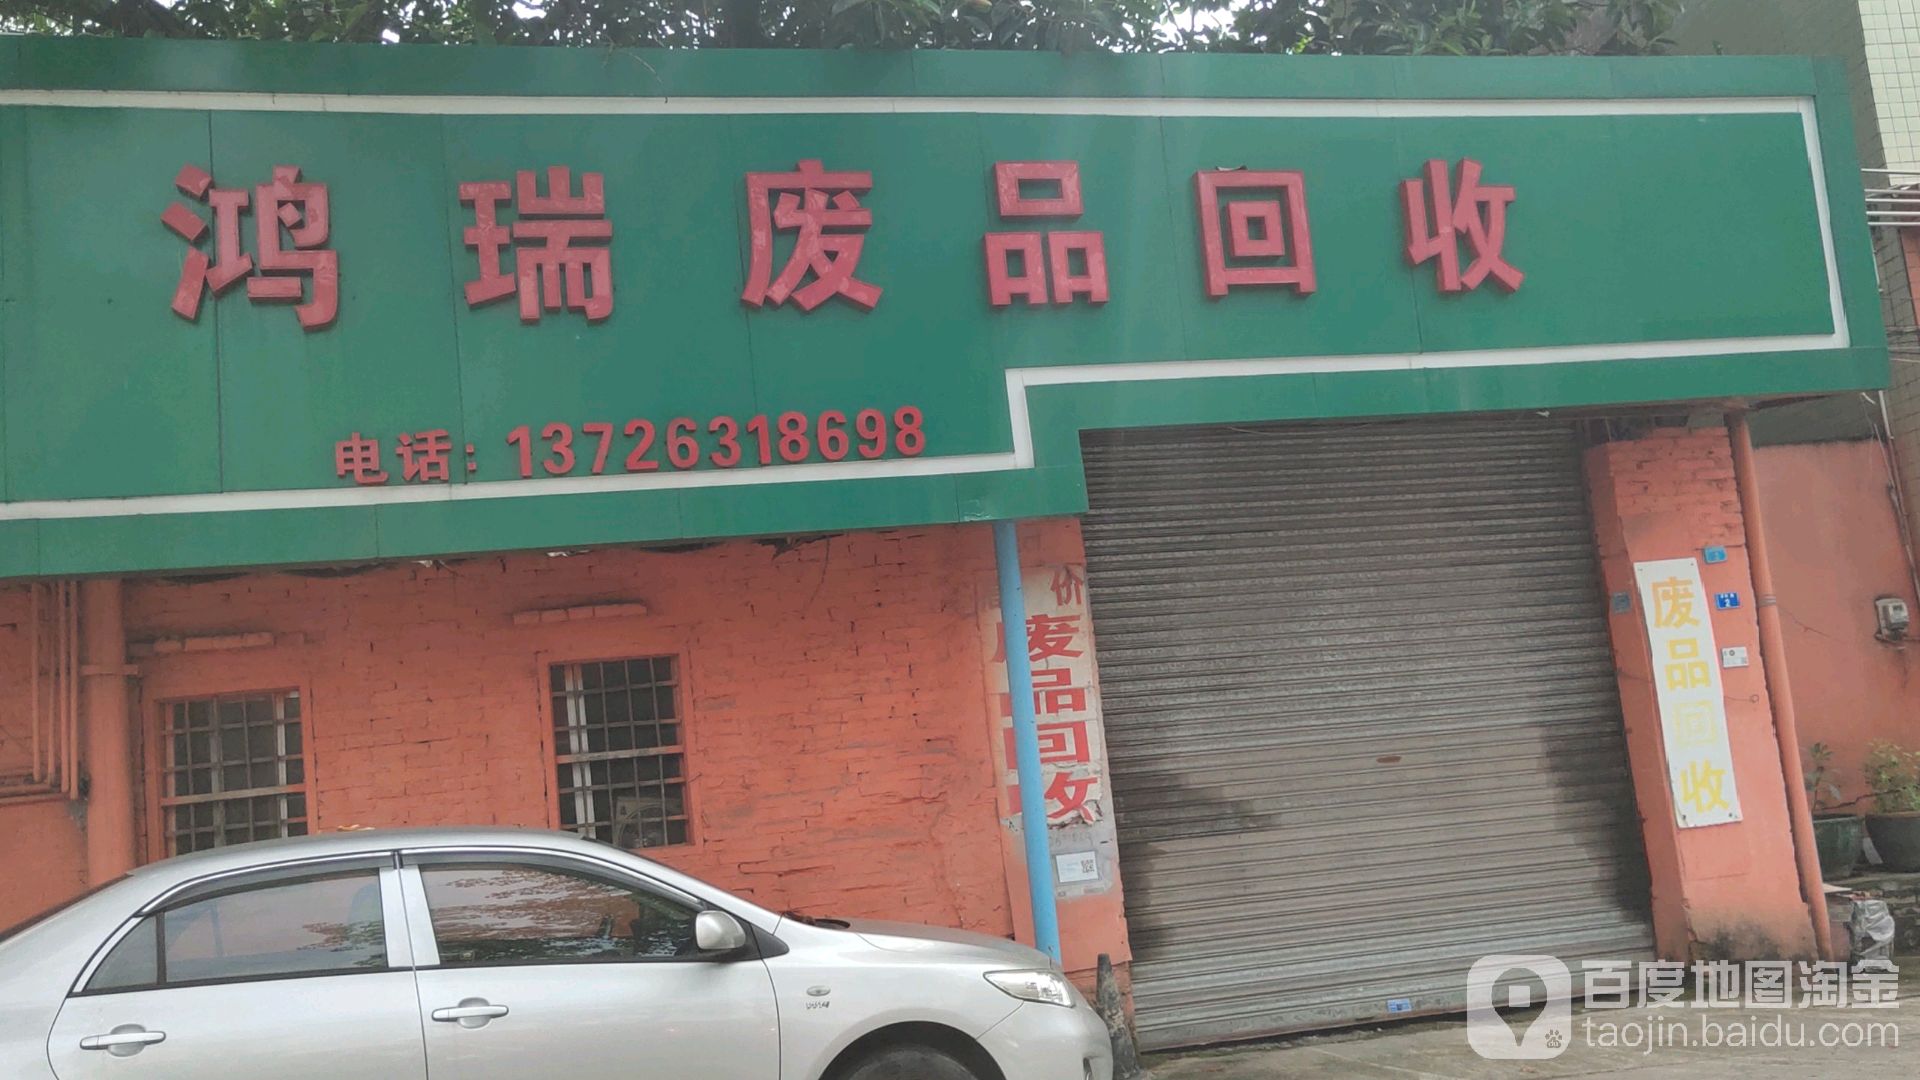 鸿瑞废品回收
电话：13726318698
价
废品回收
废品回收
2
百度地图淘金
taojin.baidu.com